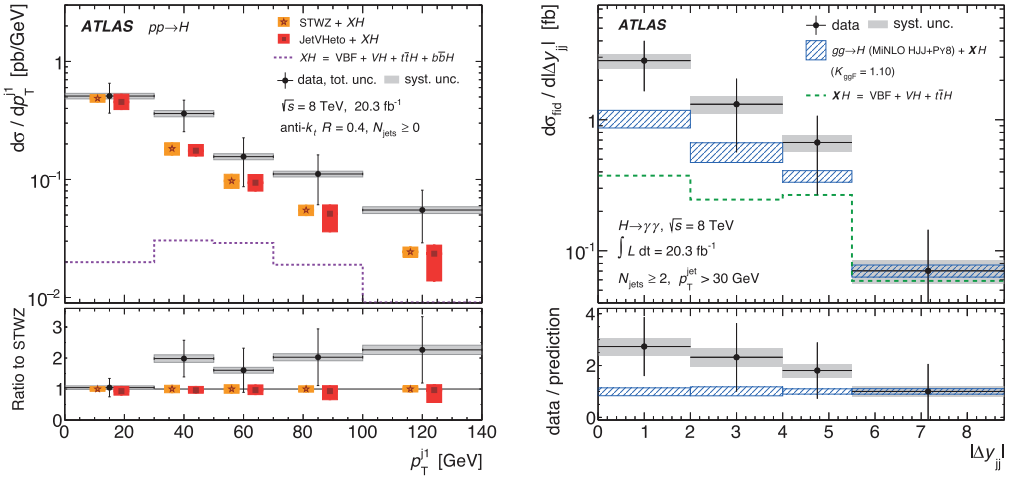 ATLAS pp→H
STWZ + XH
JetVHeto + XH
XH = VBF + VH + tt̄H + bb̄H
data, tot. unc. syst. unc.
√s = 8 TeV, 20.3 fb⁻¹
anti-kₜ R = 0.4, N_jets ≥ 0
dσ / dp_T^j1 [pb/GeV]
1
10⁻¹
10⁻²
Ratio to STWZ
3
2
1
0
0 20 40 60 80 100 120 140
p_T^j1 [GeV]
ATLAS
data syst. unc.
gg→H (MiNLO HJJ+PY8) + XH
(K_ggF = 1.10)
XH = VBF + VH + tt̄H
H→γγ, √s = 8 TeV
∫ L dt = 20.3 fb⁻¹
N_jets ≥ 2, p_T^jet > 30 GeV
dσ_fid / d|Δy_jj| [fb]
1
10⁻¹
data / prediction
4
2
0
0 1 2 3 4 5 6 7 8
|Δy_jj|